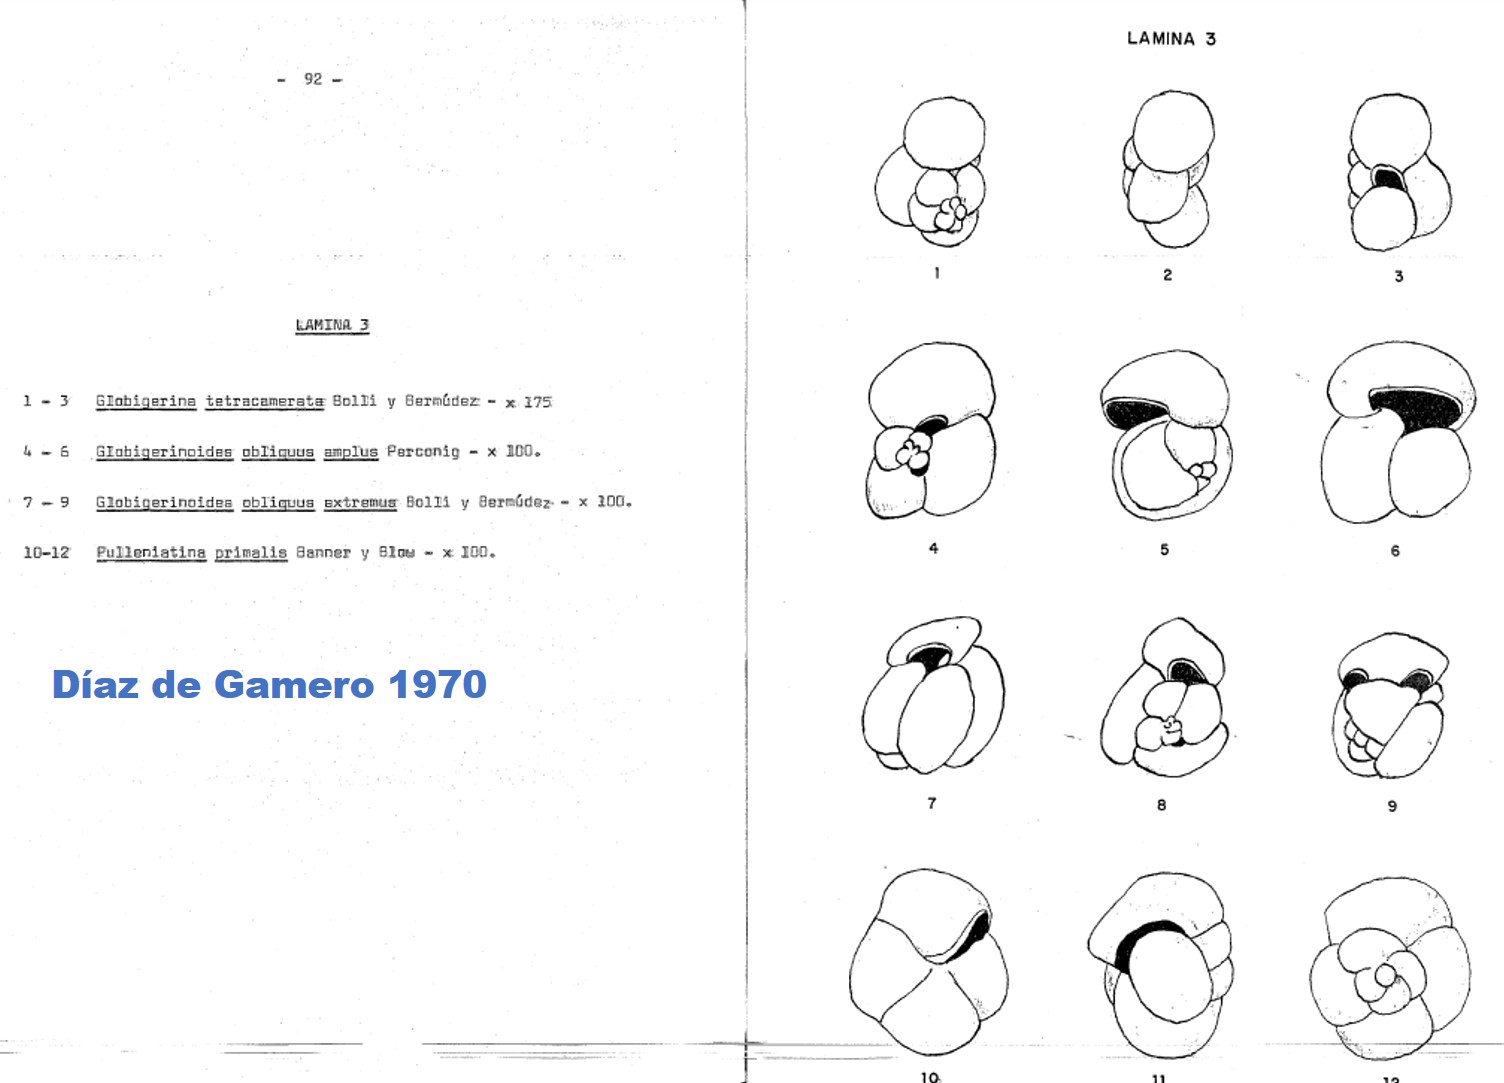 - 92 -
LAMINA 3
1 - 3 Globigerina tetracamerata Bolli y Bermúdez - x 175
4 - 6 Globigerinoides obliquus amplus Perconig - x 100.
7 - 9 Globigerinoides obliquus extremus Bolli y Bermúdez - x 100.
10-12 Pulleniatina primalis Banner y Blow - x 100.
Díaz de Gamero 1970
LAMINA 3
1 2 3
4 5 6
7 8 9
10 11 12